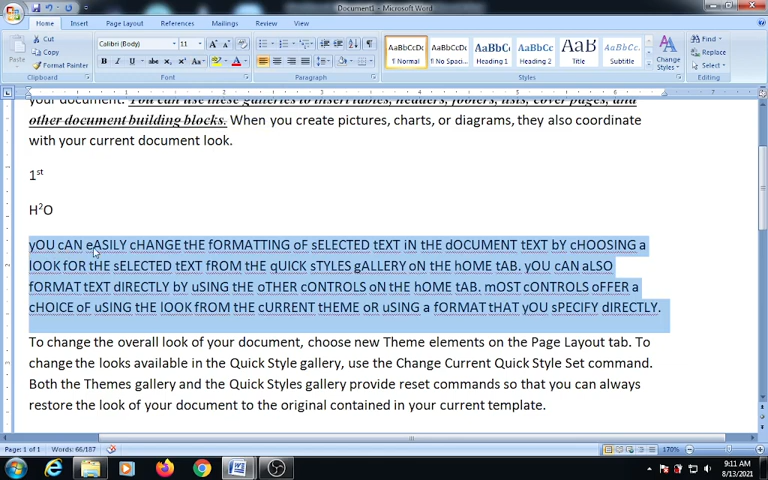 Document1 - Microsoft Word
Home Insert Page Layout References Mailings Review View
Paste
Cut
Copy
Format Painter
Clipboard
Calibri (Body) 11
Font
Paragraph
AaBbCcDc AaBbCcDc AaBbC AaBbCc AaB AaBbCc.
¶ Normal ¶ No Spaci... Heading 1 Heading 2 Title Subtitle
Change Styles
Styles
Find
Replace
Select
Editing
your document. You can use these galleries to insert tables, headers, footers, lists, cover pages, and
other document building blocks. When you create pictures, charts, or diagrams, they also coordinate
with your current document look.
1st
H2O
yOU cAN eASILY cHANGE tHE fORMATTING oF sELECTED tEXT iN tHE dOCUMENT tEXT bY cHOOSING a
lOOK fOR tHE sELECTED tEXT fROM tHE qUICK sTYLES gALLERY oN tHE hOME tAB. yOU cAN aLSO
fORMAT tEXT dIRECTLY bY uSING tHE oTHER cONTROLS oN tHE hOME tAB. mOST cONTROLS oFFER a
cHOICE oF uSING tHE lOOK fROM tHE cURRENT tHEME oR uSING a fORMAT tHAT yOU sPECIFY dIRECTLY.
To change the overall look of your document, choose new Theme elements on the Page Layout tab. To
change the looks available in the Quick Style gallery, use the Change Current Quick Style Set command.
Both the Themes gallery and the Quick Styles gallery provide reset commands so that you can always
restore the look of your document to the original contained in your current template.
Page: 1 of 1 Words: 66/187 170%
9:11 AM
8/13/2021